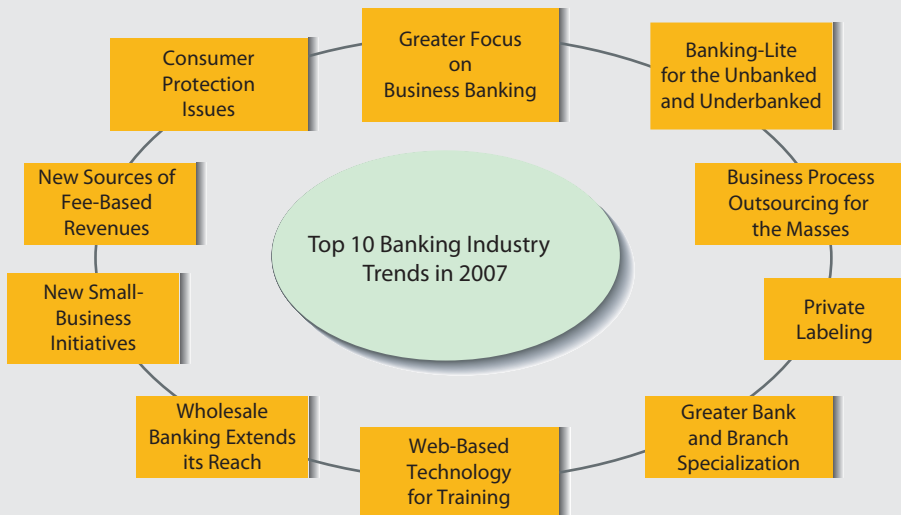 Top 10 Banking Industry
Trends in 2007
Greater Focus
on
Business Banking
Banking-Lite
for the Unbanked
and Underbanked
Business Process
Outsourcing for
the Masses
Private
Labeling
Greater Bank
and Branch
Specialization
Web-Based
Technology
for Training
Wholesale
Banking Extends
its Reach
New Small-
Business
Initiatives
New Sources of
Fee-Based
Revenues
Consumer
Protection
Issues